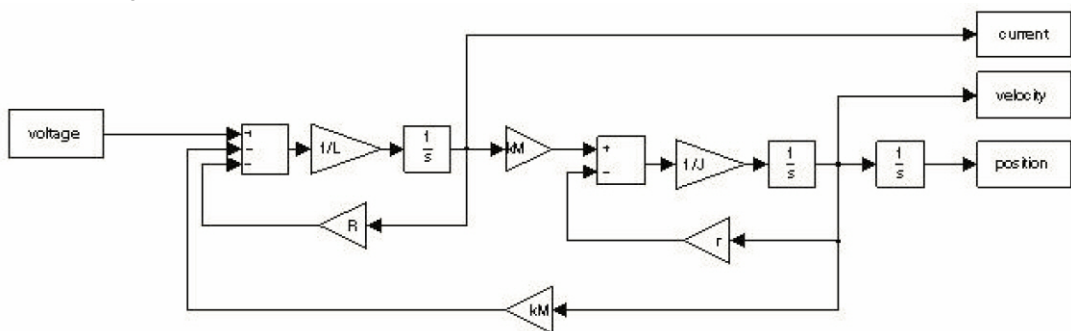 current
velocity
voltage
+
-
-
1/L
1
s
kM
+
-
1/J
1
s
1
s
position
R
r
kM